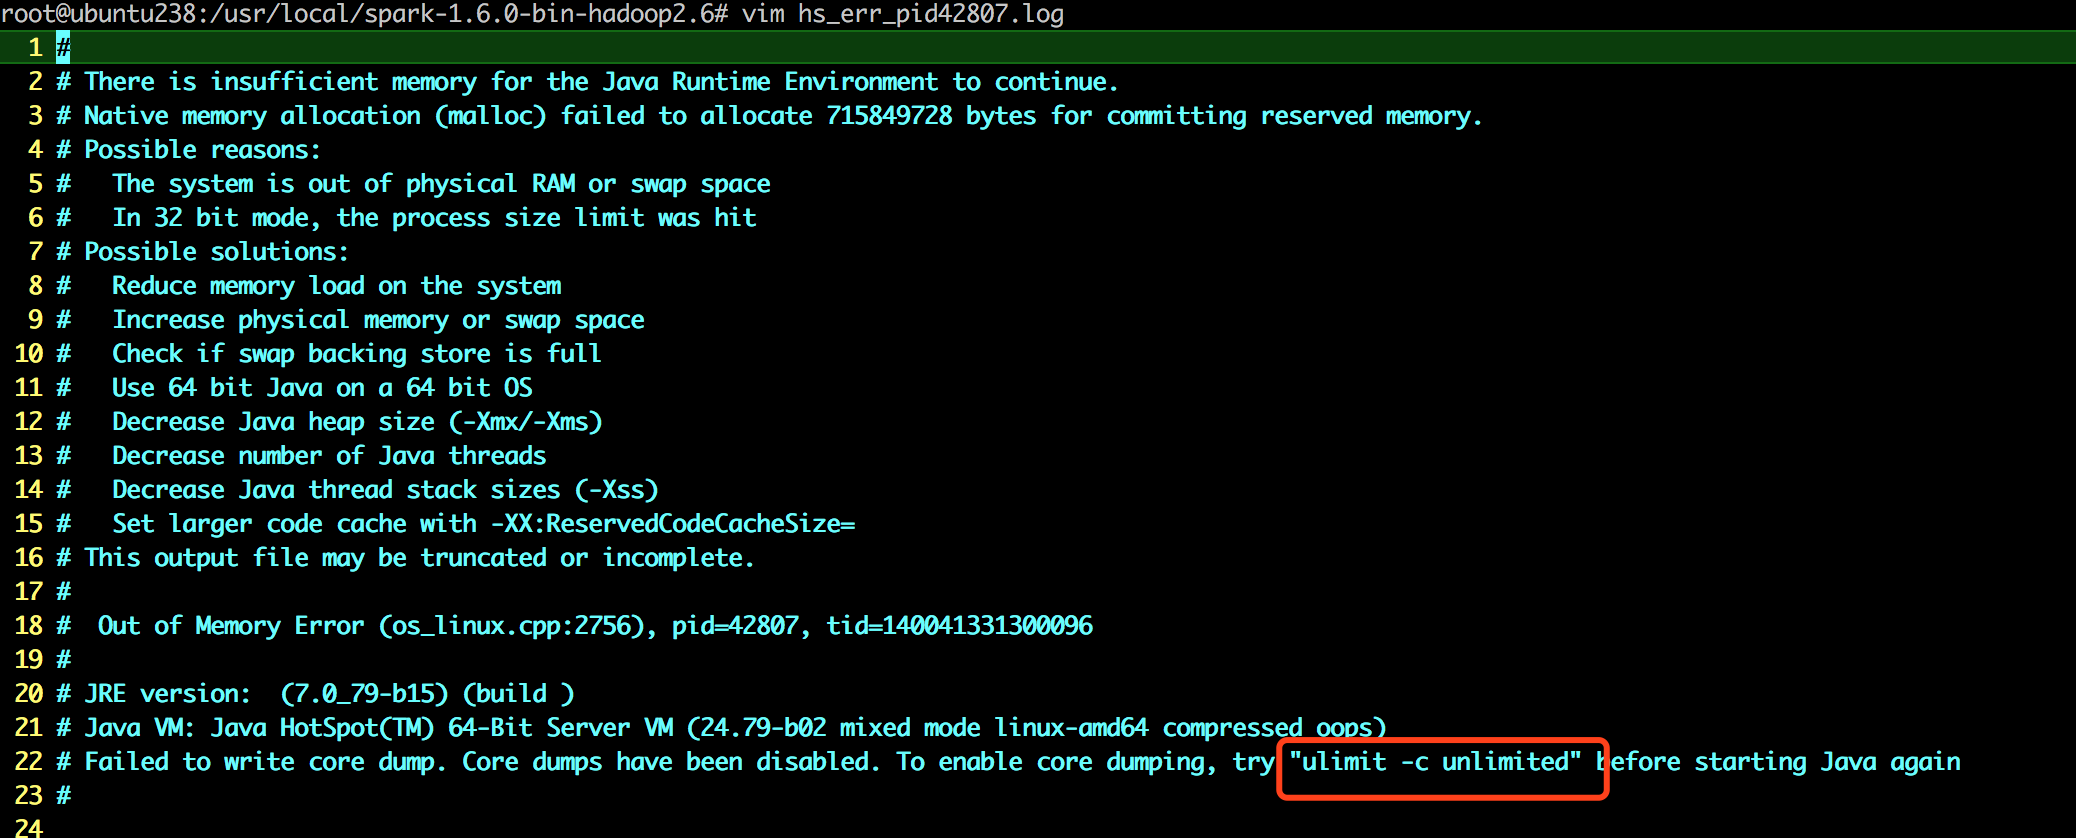 root@ubuntu238:/usr/local/spark-1.6.0-bin-hadoop2.6# vim hs_err_pid42807.log
1 #
2 # There is insufficient memory for the Java Runtime Environment to continue.
3 # Native memory allocation (malloc) failed to allocate 715849728 bytes for committing reserved memory.
4 # Possible reasons:
5 #   The system is out of physical RAM or swap space
6 #   In 32 bit mode, the process size limit was hit
7 # Possible solutions:
8 #   Reduce memory load on the system
9 #   Increase physical memory or swap space
10 #   Check if swap backing store is full
11 #   Use 64 bit Java on a 64 bit OS
12 #   Decrease Java heap size (-Xmx/-Xms)
13 #   Decrease number of Java threads
14 #   Decrease Java thread stack sizes (-Xss)
15 #   Set larger code cache with -XX:ReservedCodeCacheSize=
16 # This output file may be truncated or incomplete.
17 #
18 #  Out of Memory Error (os_linux.cpp:2756), pid=42807, tid=140041331300096
19 #
20 # JRE version:  (7.0_79-b15) (build )
21 # Java VM: Java HotSpot(TM) 64-Bit Server VM (24.79-b02 mixed mode linux-amd64 compressed oops)
22 # Failed to write core dump. Core dumps have been disabled. To enable core dumping, try "ulimit -c unlimited" before starting Java again
23 #
24